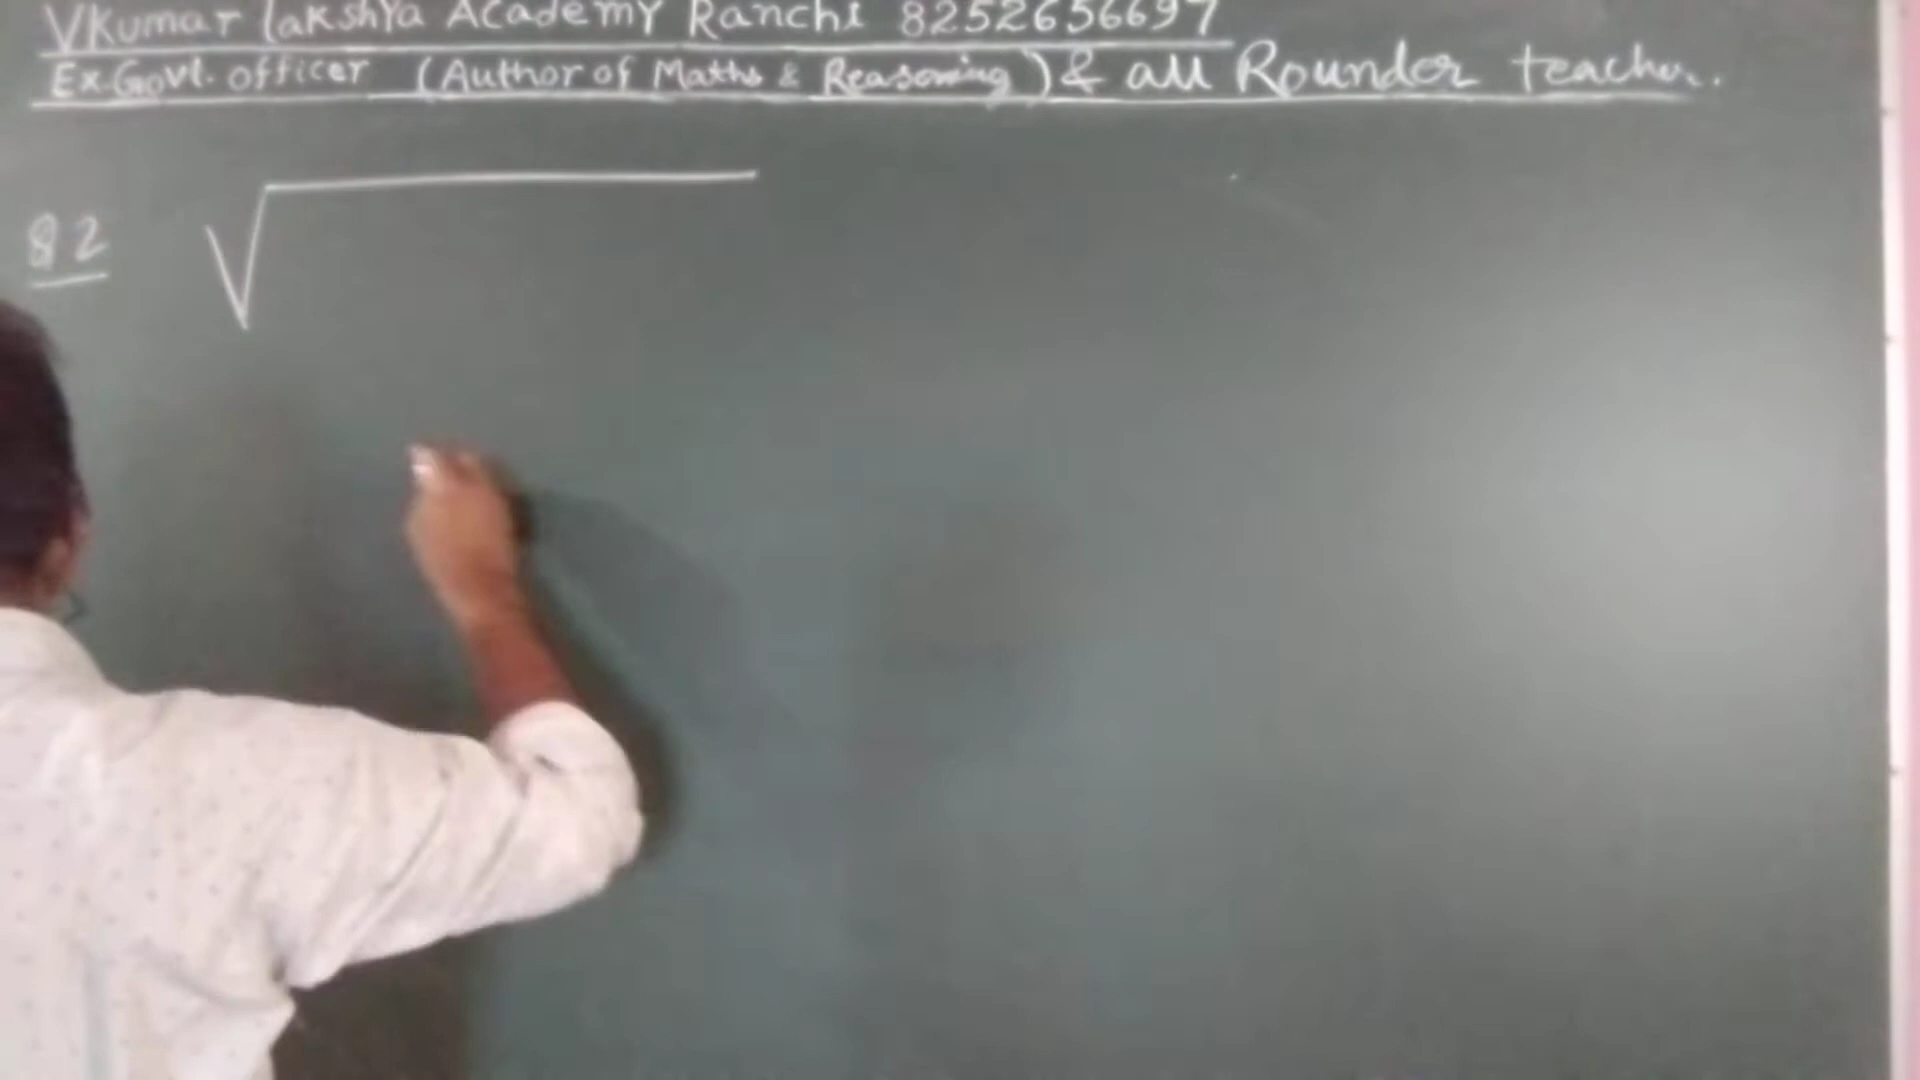 VKumar Lakshya Academy Ranchi 8252656697
Ex.Govt. officer (Author of Maths & Reasoning) & all Rounder teacher.
82
√